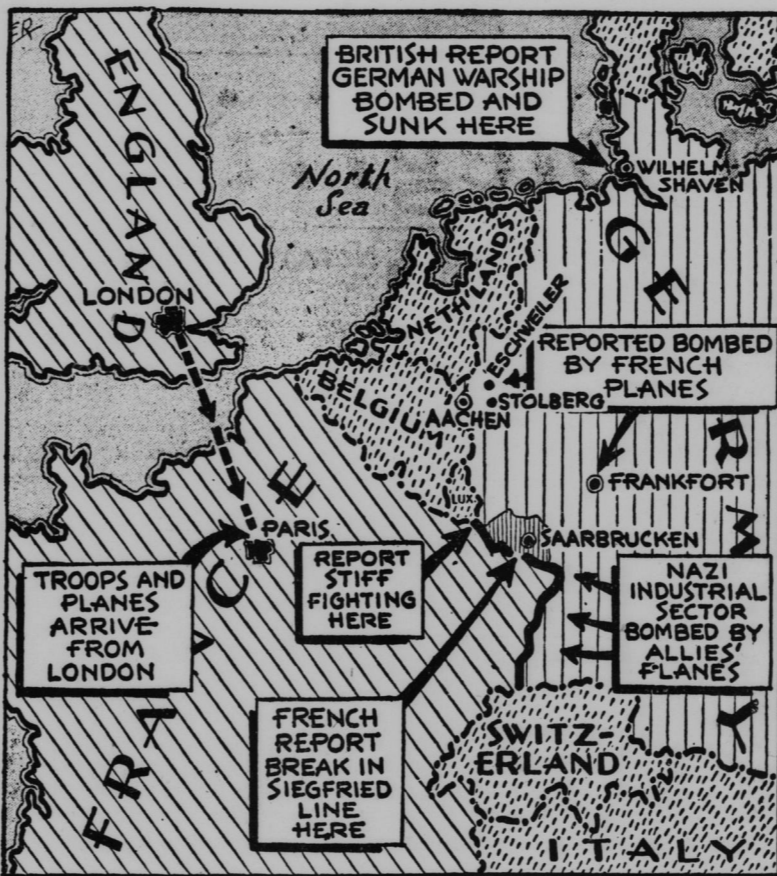 ER
ENGLAND
BRITISH REPORT
GERMAN WARSHIP
BOMBED AND
SUNK HERE
North
Sea
WILHELM-
SHAVEN
LONDON
NETHLANDS
ESCHWEILER
REPORTED BOMBED
BY FRENCH
PLANES
BELGIUM
AACHEN
STOLBERG
GERMANY
FRANKFORT
LUX.
PARIS
SAARBRUCKEN
TROOPS AND
PLANES
ARRIVE
FROM
LONDON
REPORT
STIFF
FIGHTING
HERE
NAZI
INDUSTRIAL
SECTOR
BOMBED BY
ALLIES'
PLANES
FRANCE
FRENCH
REPORT
BREAK IN
SIEGFRIED
LINE
HERE
SWITZ-
ERLAND
ITALY